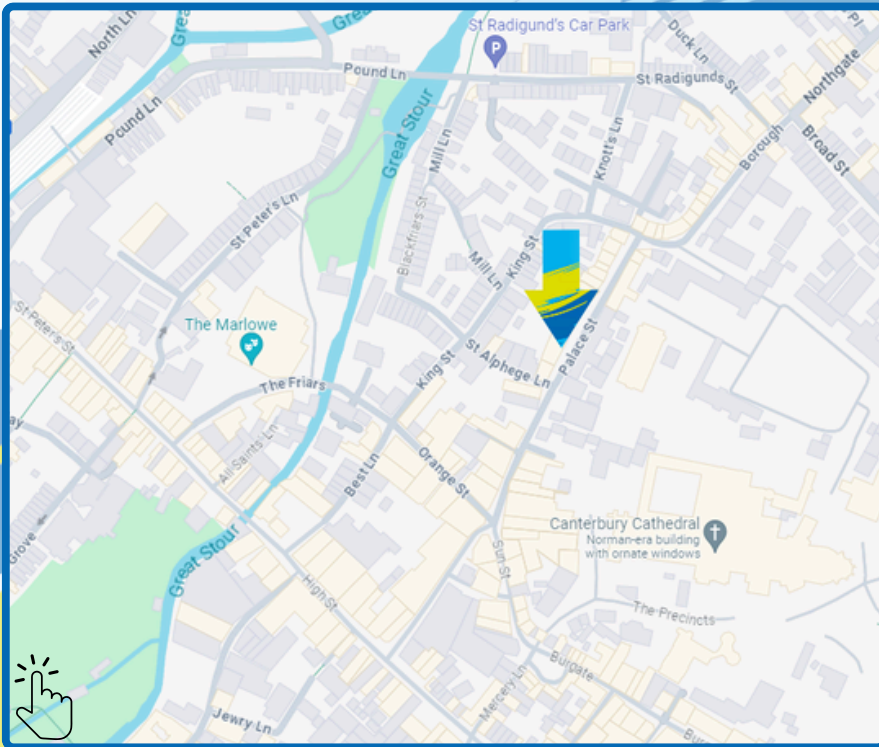 North Ln
Great
Great
St Radigund's Car Park
P
Duck Ln
Pl
Northgate
Pound Ln
St Radigunds St
Pound Ln
Great Stour
Mill Ln
Knott's Ln
Borough
Broad St
St Peter's Ln
Blackfriars St
Mill Ln
King St
St Peter's St
The Marlowe
St Alphege Ln
Palace St
King St
The Friars
All Saints Ln
Best Ln
Orange St
Canterbury Cathedral
Norman-era building
with ornate windows
Grove
Great Stour
High St
Sun St
The Precincts
Burgate
Mercery Ln
Jewry Ln